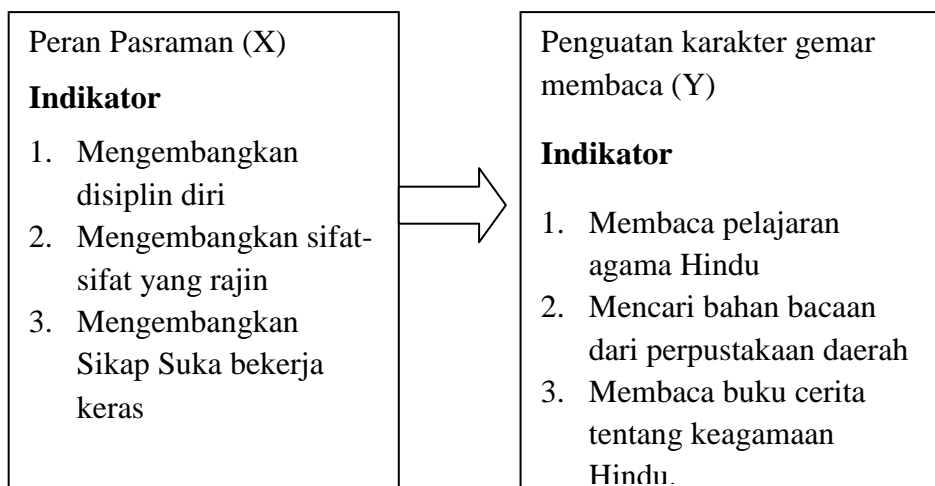 Peran Pasraman (X)
Indikator
1. Mengembangkan
disiplin diri
2. Mengembangkan sifat-
sifat yang rajin
3. Mengembangkan
Sikap Suka bekerja
keras
Penguatan karakter gemar
membaca (Y)
Indikator
1. Membaca pelajaran
agama Hindu
2. Mencari bahan bacaan
dari perpustakaan daerah
3. Membaca buku cerita
tentang keagamaan
Hindu.